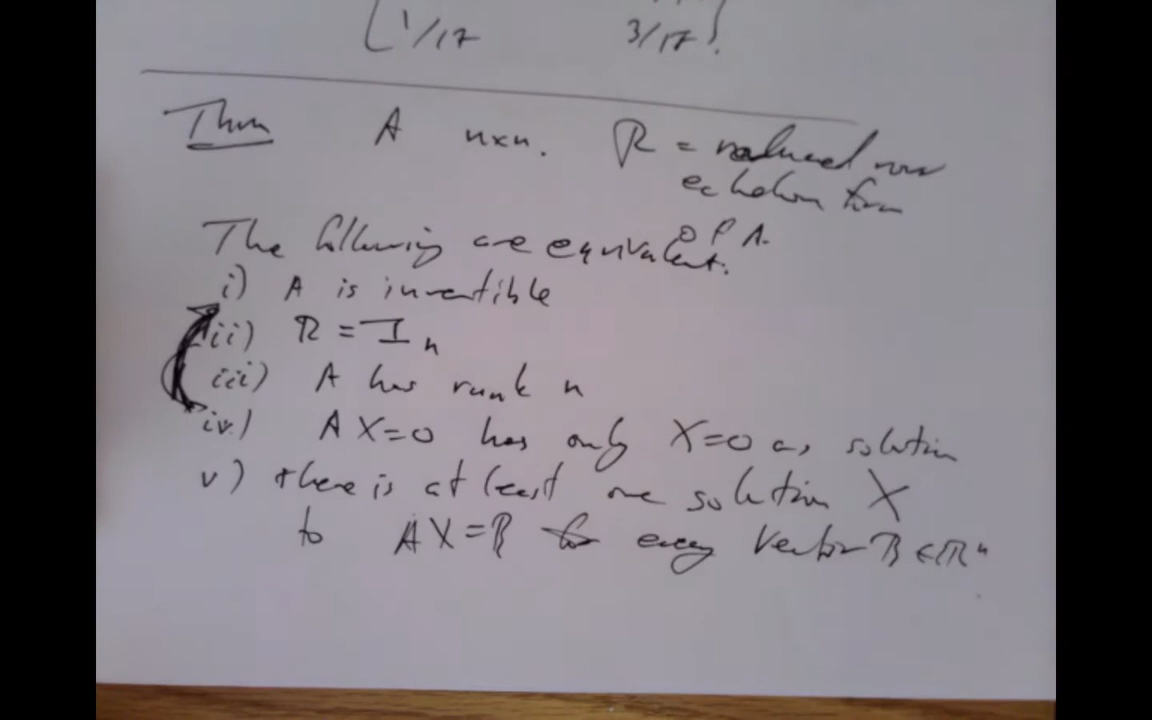 1/17 3/17
Thm A n×n. R = reduced row
echelon form
of A.
The following are equivalent.
i) A is invertible
ii) R = I_n
iii) A has rank n
iv) AX=0 has only X=0 as solution
v) there is at least one solution X
to AX=B for every vector B∈ℝⁿ